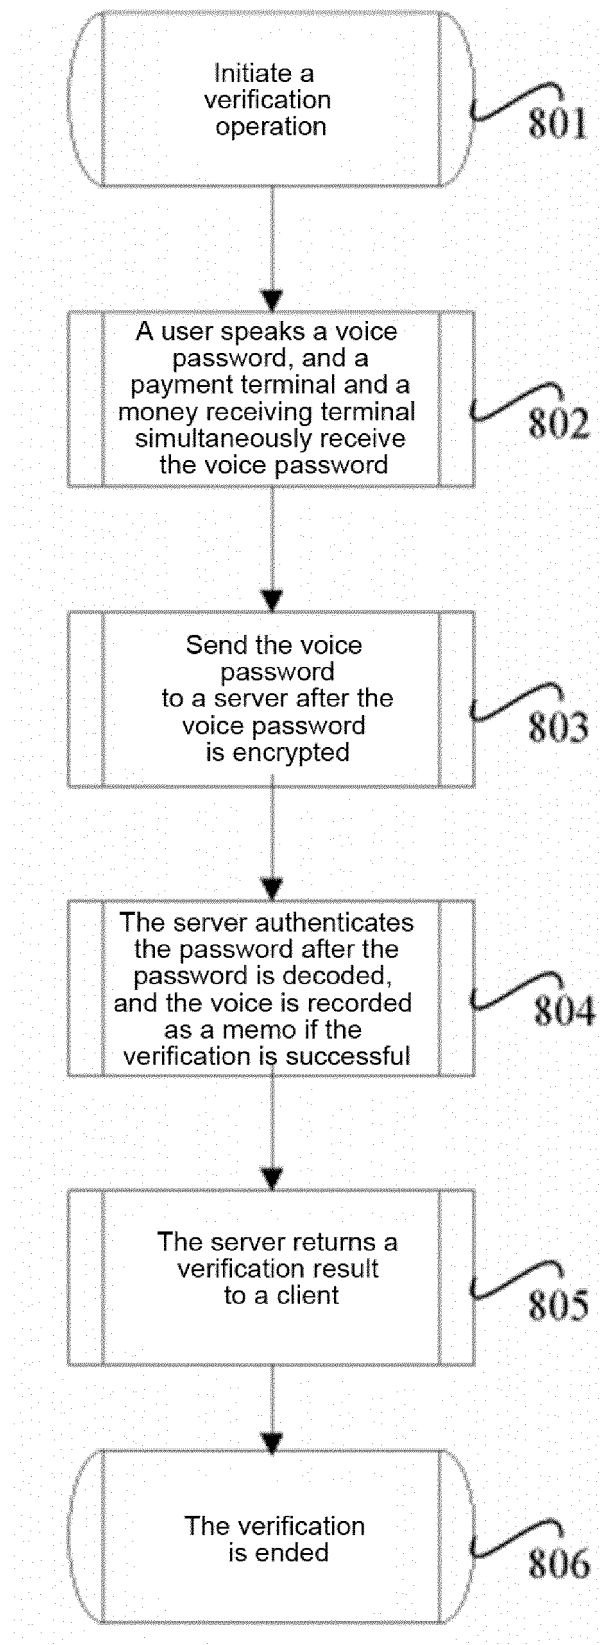 Initiate a
verification
operation
801
A user speaks a voice
password, and a
payment terminal and a
money receiving terminal
simultaneously receive
the voice password
802
Send the voice
password
to a server after the
voice password
is encrypted
803
The server authenticates
the password after the
password is decoded,
and the voice is recorded
as a memo if the
verification is successful
804
The server returns a
verification result
to a client
805
The verification
is ended
806